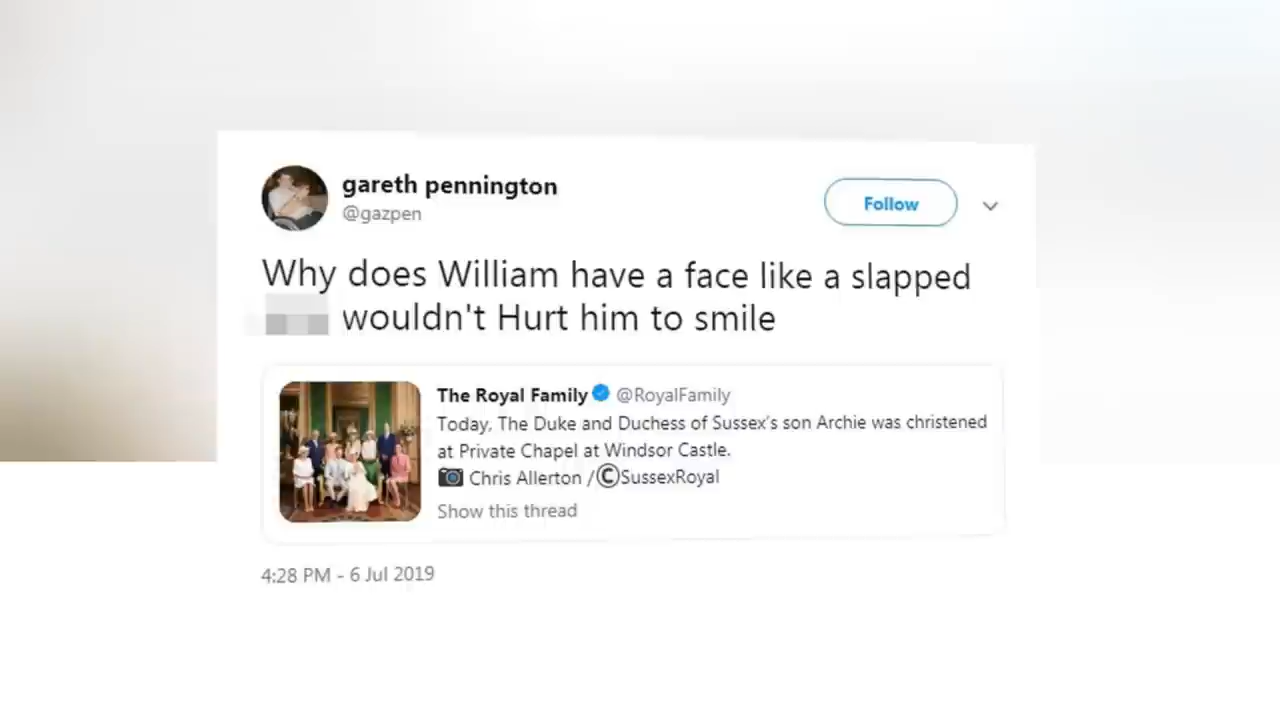 gareth pennington
@gazpen
Follow
Why does William have a face like a slapped
wouldn't Hurt him to smile
The Royal Family @RoyalFamily
Today, The Duke and Duchess of Sussex's son Archie was christened
at Private Chapel at Windsor Castle.
Chris Allerton /©SussexRoyal
Show this thread
4:28 PM - 6 Jul 2019